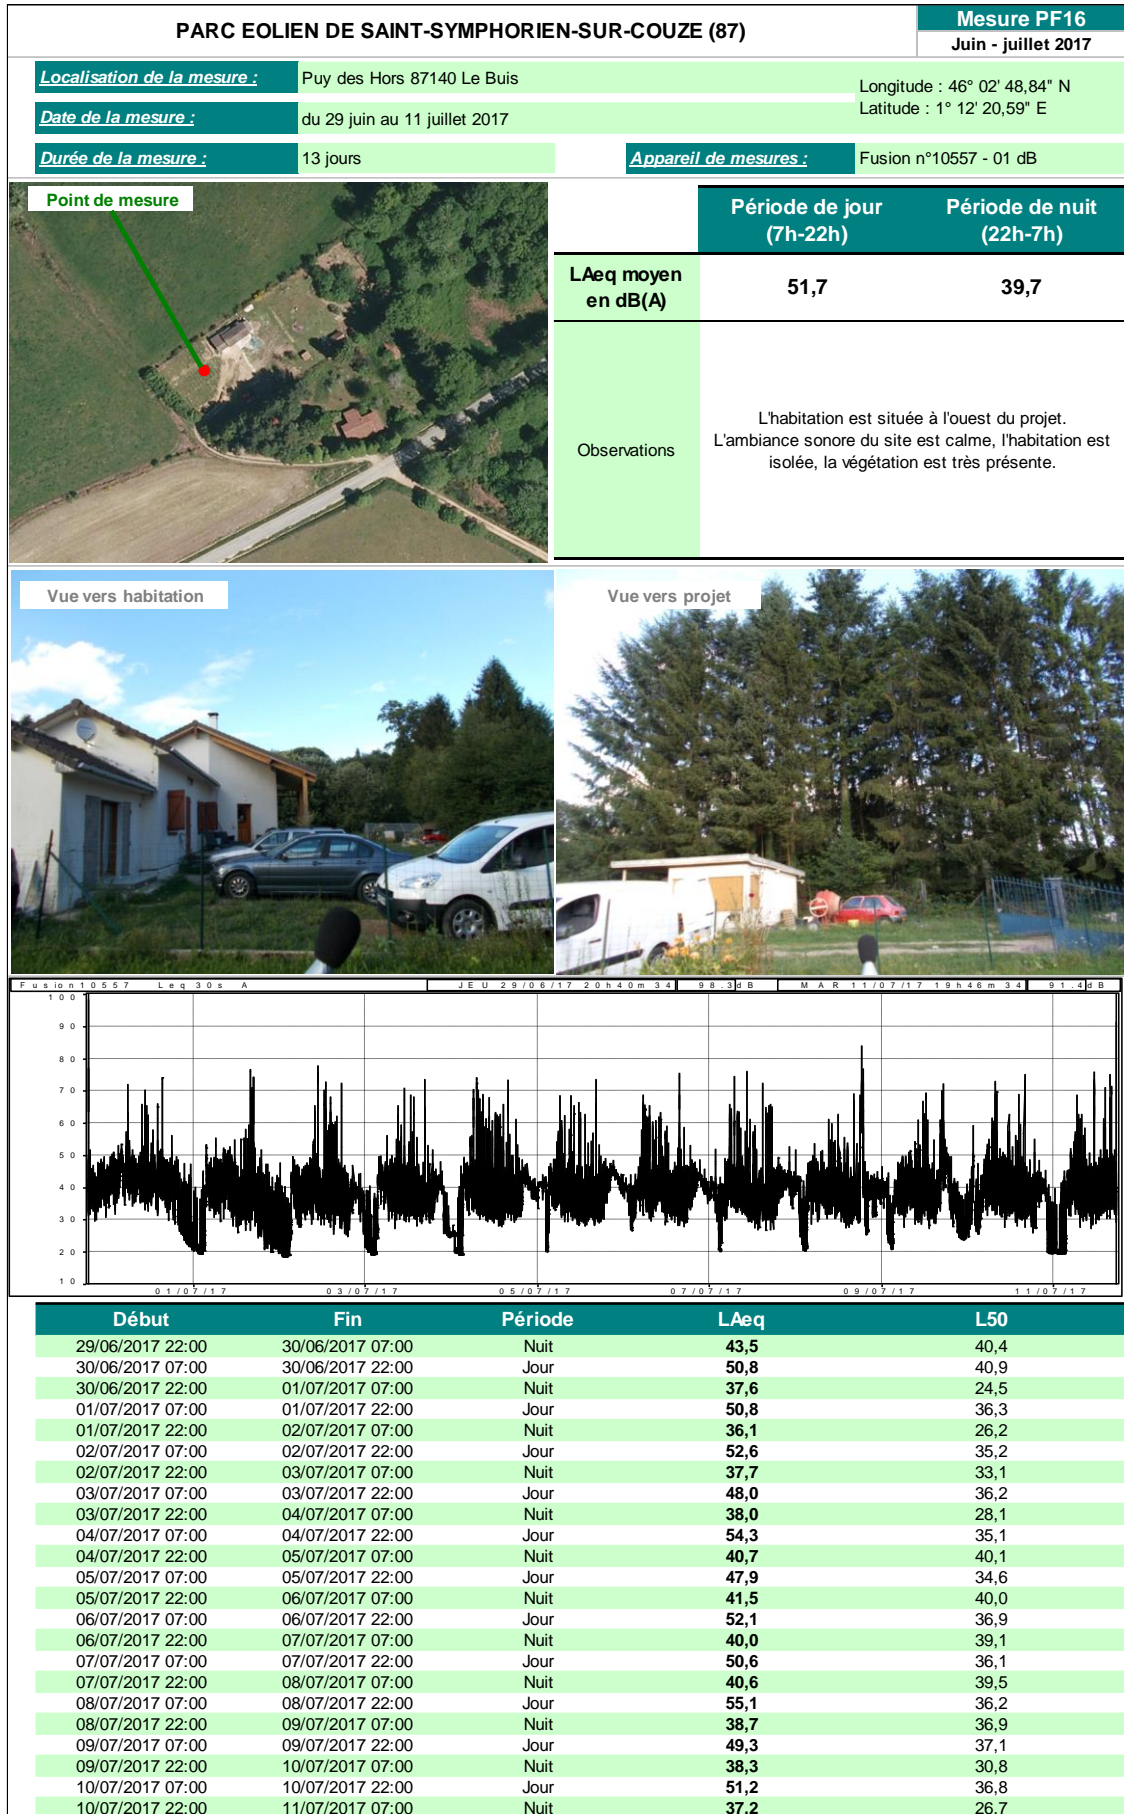 PARC EOLIEN DE SAINT-SYMPHORIEN-SUR-COUZE (87)
Mesure PF16
Juin - juillet 2017
Localisation de la mesure :
Puy des Hors 87140 Le Buis
Longitude : 46° 02' 48,84" N
Latitude : 1° 12' 20,59" E
Date de la mesure :
du 29 juin au 11 juillet 2017
Durée de la mesure :
13 jours
Appareil de mesures :
Fusion n°10557 - 01 dB
Point de mesure
Période de jour
(7h-22h)
Période de nuit
(22h-7h)
LAeq moyen
en dB(A)
51,7
39,7
Observations
L'habitation est située à l'ouest du projet.
L'ambiance sonore du site est calme, l'habitation est
isolée, la végétation est très présente.
Vue vers habitation
Vue vers projet
Fusion10557 Leq 30s A JEU 29/06/17 20h40m34 98.3dB MAR 11/07/17 19h46m34 91.4dB
100
90
80
70
60
50
40
30
20
10
01/07/17 03/07/17 05/07/17 07/07/17 09/07/17 11/07/17
Début Fin Période LAeq L50
29/06/2017 22:00 30/06/2017 07:00 Nuit 43,5 40,4
30/06/2017 07:00 30/06/2017 22:00 Jour 50,8 40,9
30/06/2017 22:00 01/07/2017 07:00 Nuit 37,6 24,5
01/07/2017 07:00 01/07/2017 22:00 Jour 50,8 36,3
01/07/2017 22:00 02/07/2017 07:00 Nuit 36,1 26,2
02/07/2017 07:00 02/07/2017 22:00 Jour 52,6 35,2
02/07/2017 22:00 03/07/2017 07:00 Nuit 37,7 33,1
03/07/2017 07:00 03/07/2017 22:00 Jour 48,0 36,2
03/07/2017 22:00 04/07/2017 07:00 Nuit 38,0 28,1
04/07/2017 07:00 04/07/2017 22:00 Jour 54,3 35,1
04/07/2017 22:00 05/07/2017 07:00 Nuit 40,7 40,1
05/07/2017 07:00 05/07/2017 22:00 Jour 47,9 34,6
05/07/2017 22:00 06/07/2017 07:00 Nuit 41,5 40,0
06/07/2017 07:00 06/07/2017 22:00 Jour 52,1 36,9
06/07/2017 22:00 07/07/2017 07:00 Nuit 40,0 39,1
07/07/2017 07:00 07/07/2017 22:00 Jour 50,6 36,1
07/07/2017 22:00 08/07/2017 07:00 Nuit 40,6 39,5
08/07/2017 07:00 08/07/2017 22:00 Jour 55,1 36,2
08/07/2017 22:00 09/07/2017 07:00 Nuit 38,7 36,9
09/07/2017 07:00 09/07/2017 22:00 Jour 49,3 37,1
09/07/2017 22:00 10/07/2017 07:00 Nuit 38,3 30,8
10/07/2017 07:00 10/07/2017 22:00 Jour 51,2 36,8
10/07/2017 22:00 11/07/2017 07:00 Nuit 37,2 26,7